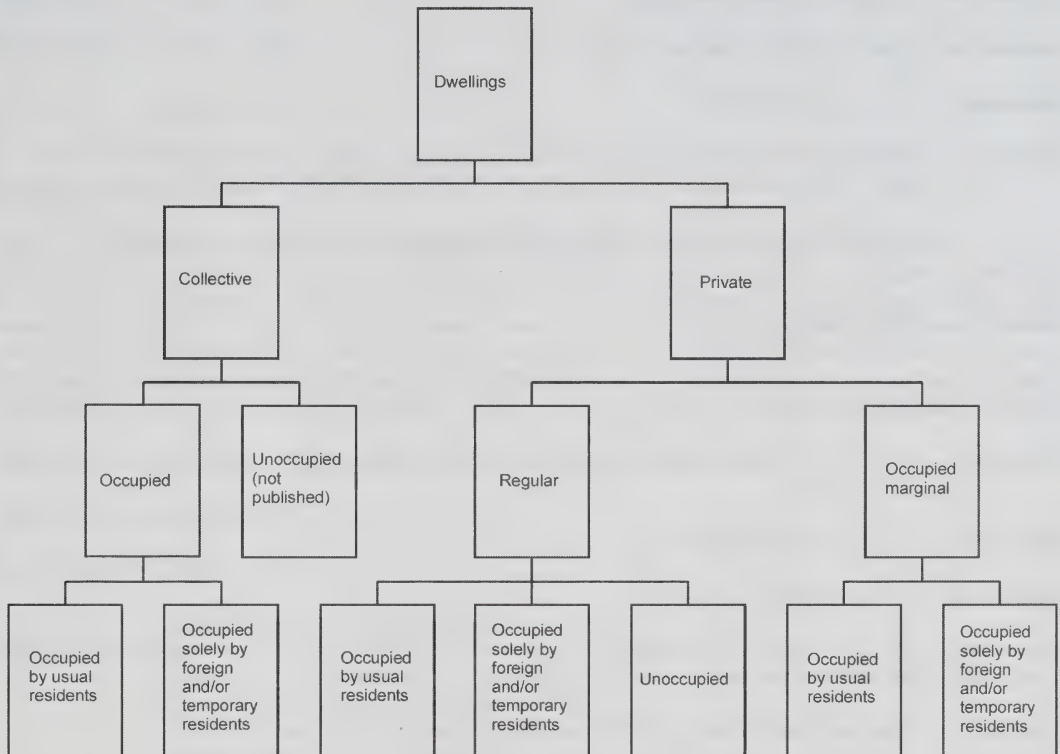 Dwellings
Collective
Private
Occupied
Unoccupied
(not
published)
Regular
Occupied
marginal
Occupied
by usual
residents
Occupied
solely by
foreign
and/or
temporary
residents
Occupied
by usual
residents
Occupied
solely by
foreign
and/or
temporary
residents
Unoccupied
Occupied
by usual
residents
Occupied
solely by
foreign
and/or
temporary
residents